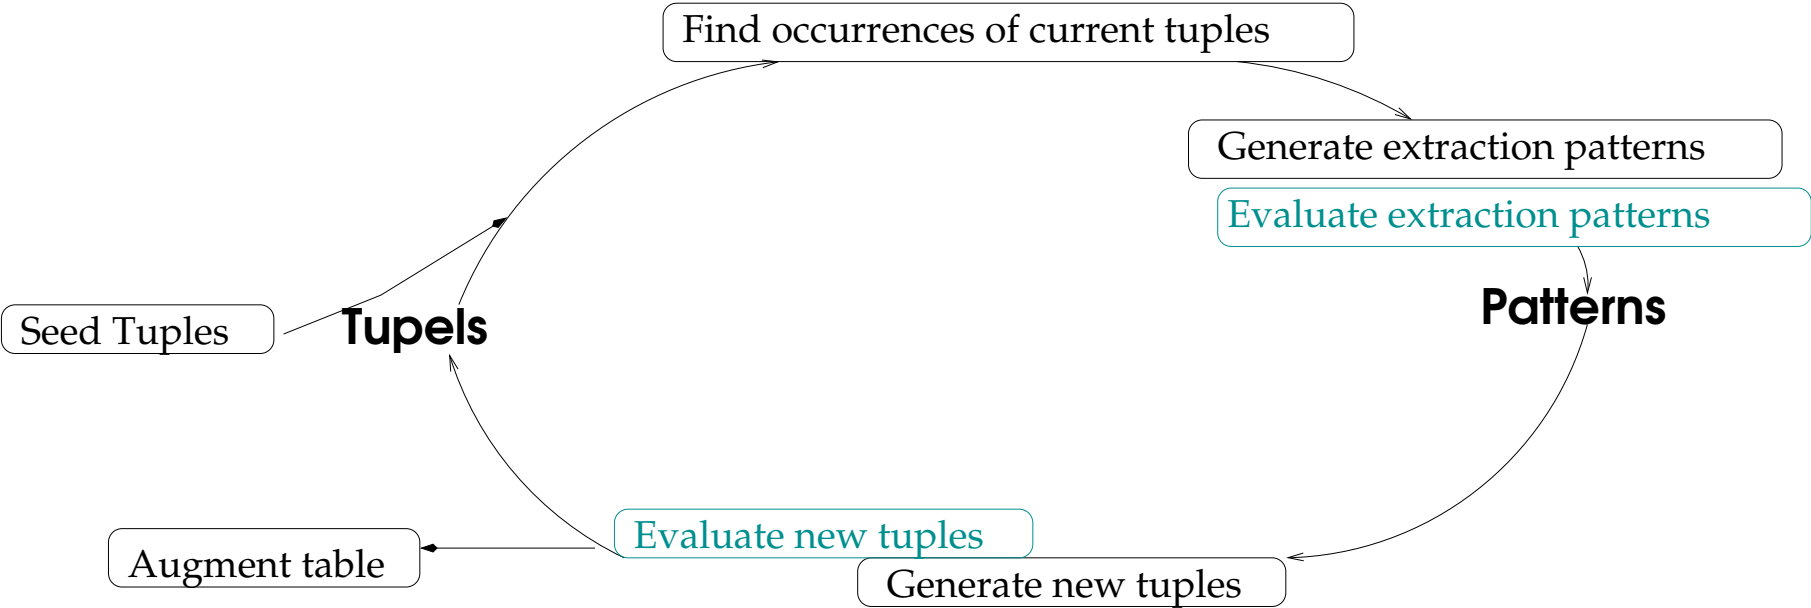 Find occurrences of current tuples
Generate extraction patterns
Evaluate extraction patterns
Patterns
Seed Tuples
Tupels
Evaluate new tuples
Augment table
Generate new tuples